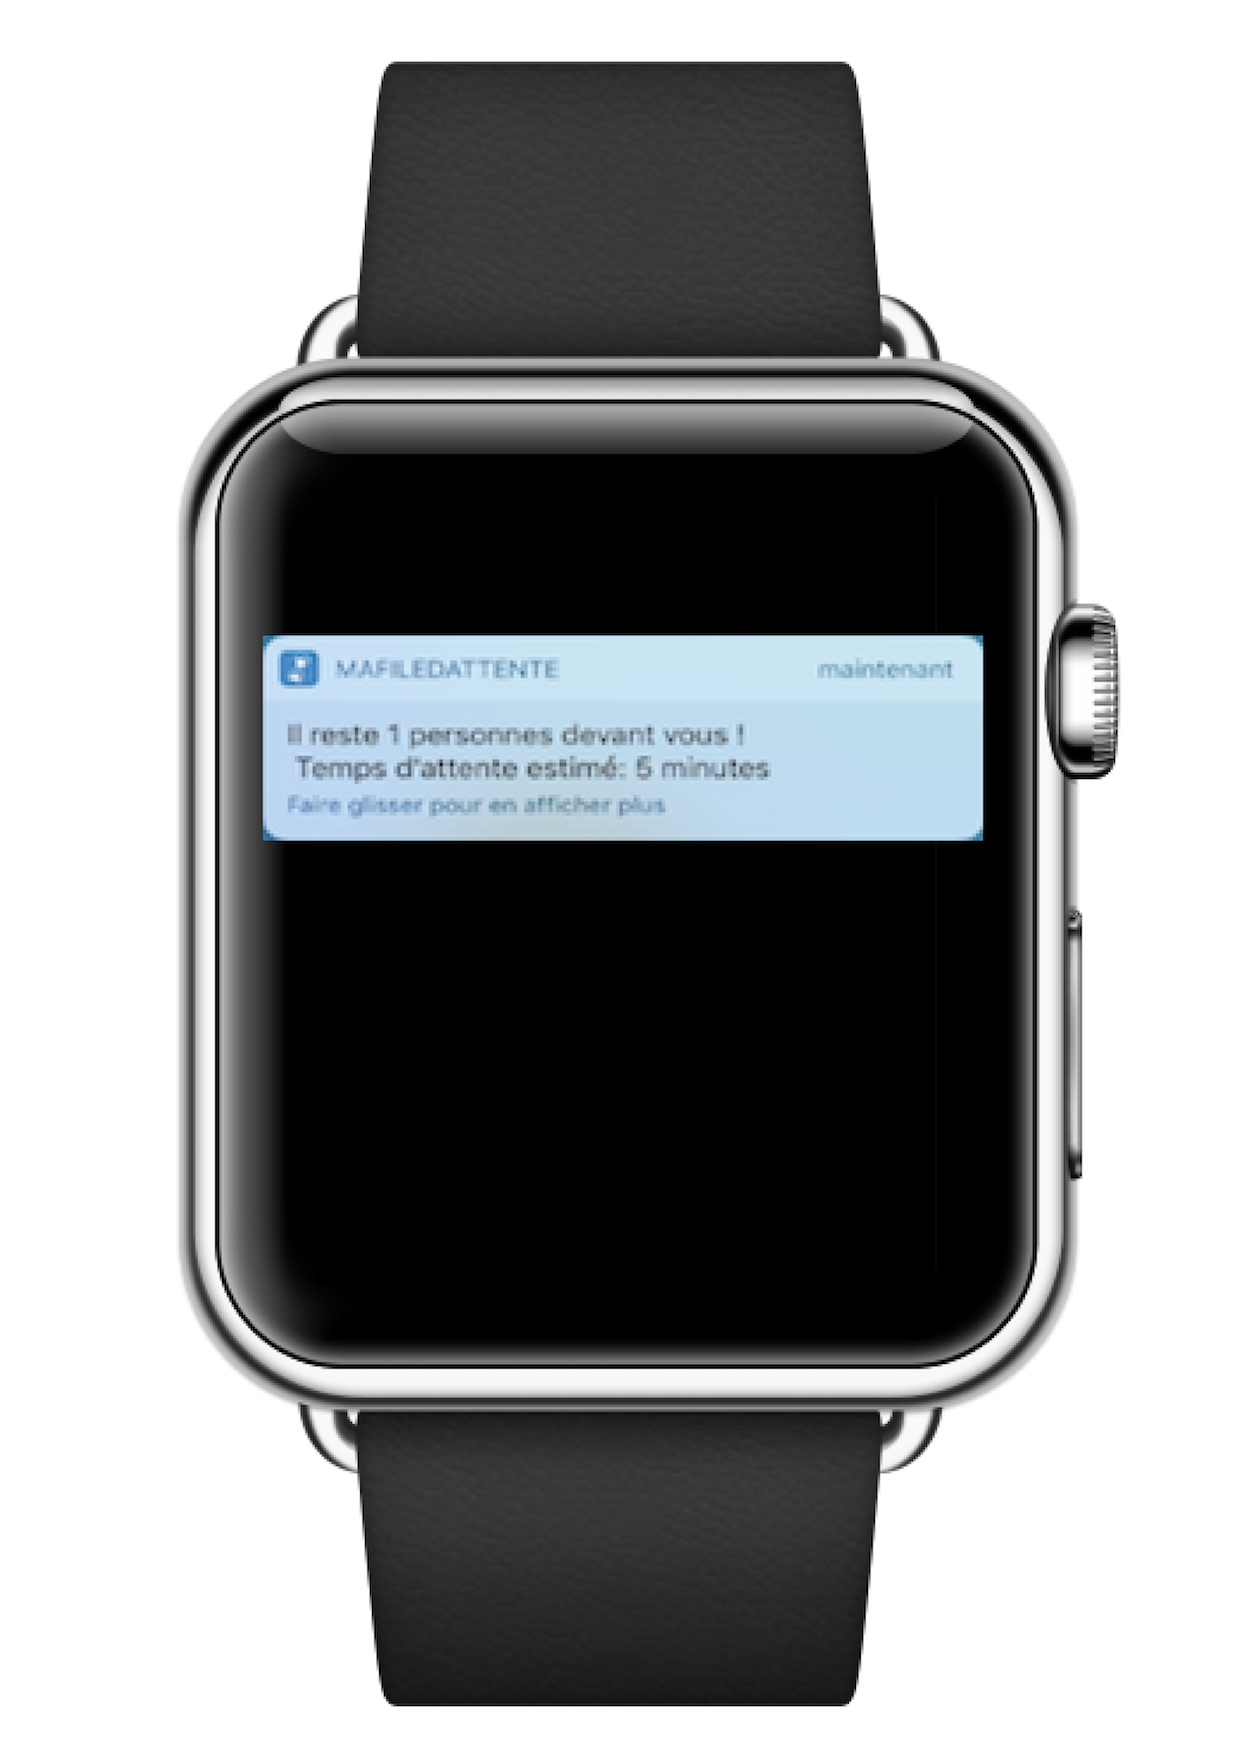 MAFILEDATTENTE maintenant
Il reste 1 personnes devant vous !
Temps d'attente estimé: 5 minutes
Faire glisser pour en afficher plus